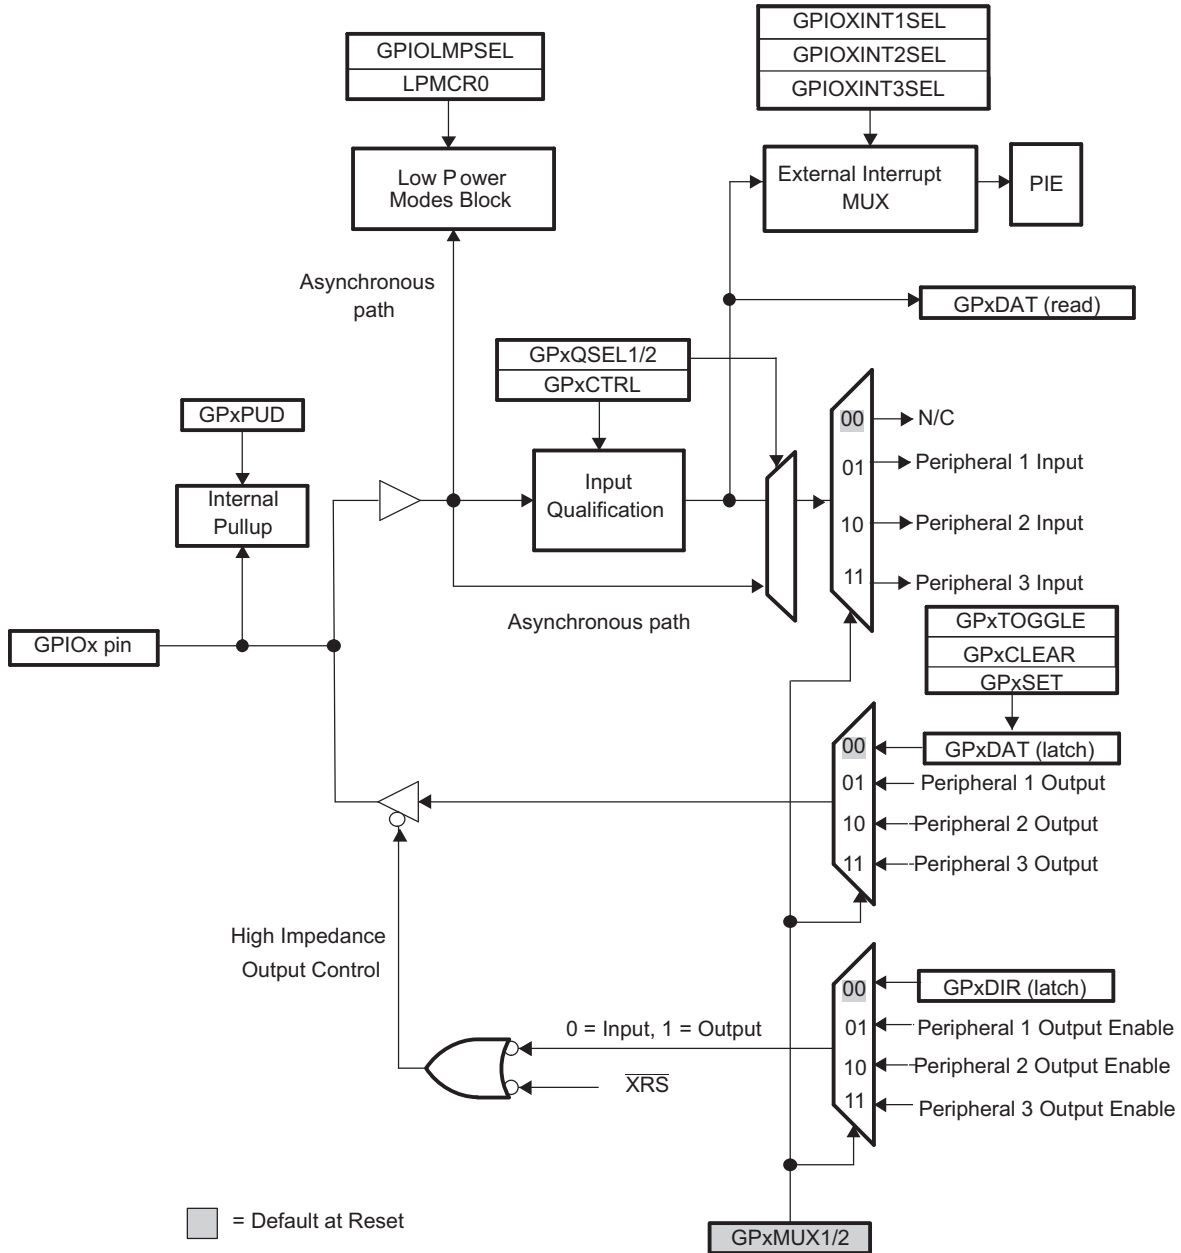 GPIOXINT1SEL
GPIOXINT2SEL
GPIOXINT3SEL
GPIOLMPSEL
LPMCR0
Low Power
Modes Block
External Interrupt
MUX
PIE
Asynchronous
path
GPxDAT (read)
GPxQSEL1/2
GPxCTRL
GPxPUD
00
N/C
01
Peripheral 1 Input
Internal
Pullup
Input
Qualification
10
Peripheral 2 Input
11
Peripheral 3 Input
Asynchronous path
GPIOx pin
GPxTOGGLE
GPxCLEAR
GPxSET
00
GPxDAT (latch)
01
Peripheral 1 Output
10
Peripheral 2 Output
11
Peripheral 3 Output
High Impedance
Output Control
00
GPxDIR (latch)
0 = Input, 1 = Output
01
Peripheral 1 Output Enable
10
Peripheral 2 Output Enable
XRS
11
Peripheral 3 Output Enable
= Default at Reset
GPxMUX1/2